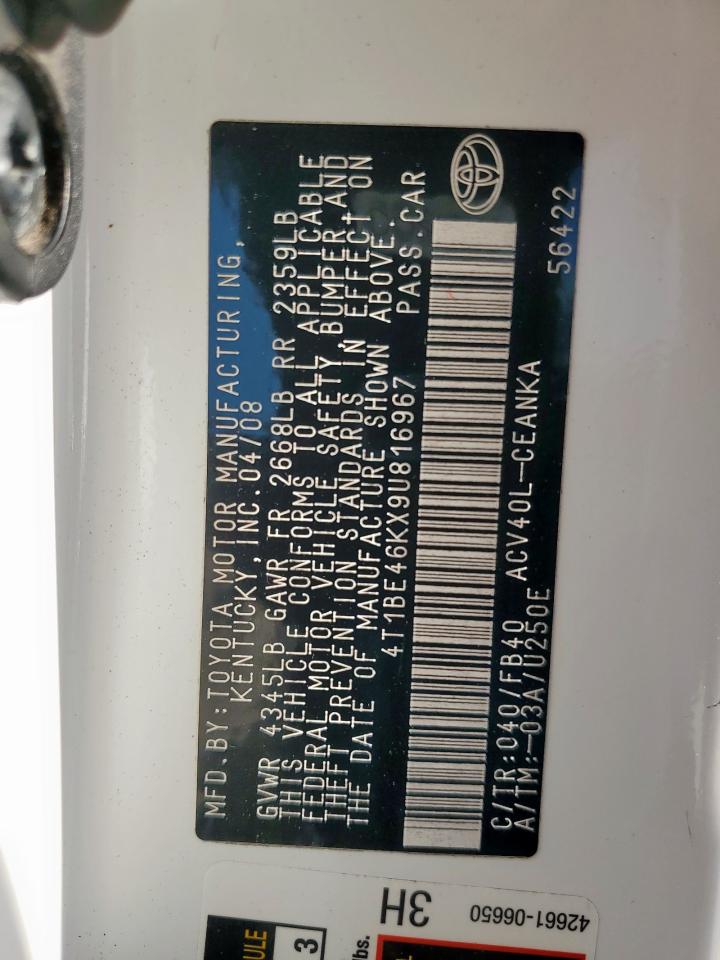 MFD.BY:TOYOTA MOTOR MANUFACTURING,
KENTUCKY,INC.04/08
GVWR 4345LB GAWR FR 2668LB RR 2359LB
THIS VEHICLE CONFORMS TO ALL APPLICABLE
FEDERAL MOTOR VEHICLE SAFETY,BUMPER,AND
THEFT PREVENTION STANDARDS IN EFFECT ON
THE DATE OF MANUFACTURE SHOWN ABOVE.
4T1BE46KX9U816967 PASS.CAR
C/TR:040/FB40 ACV40L-CEANKA 56422
A/TM:-03A/U250E
3H
42661-06650
ULE
3
lbs.